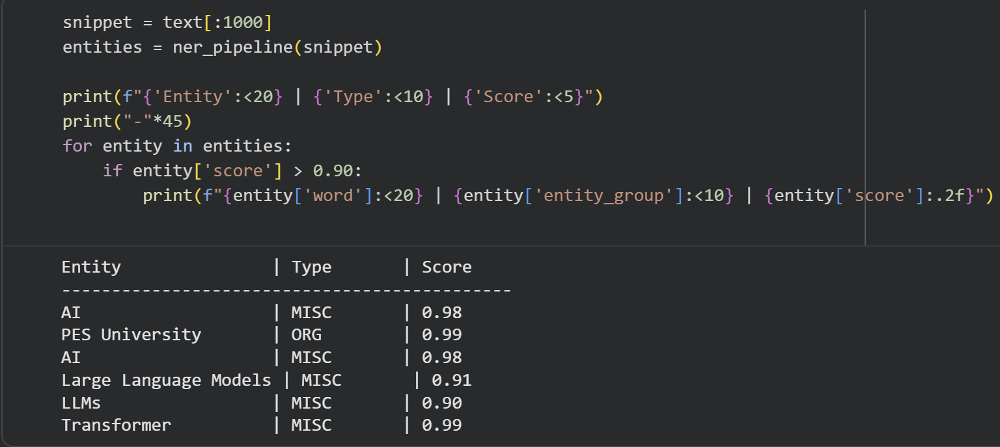 snippet = text[:1000]
entities = ner_pipeline(snippet)
print(f"{'Entity':<20} | {'Type':<10} | {'Score':<5}")
print("-"*45)
for entity in entities:
    if entity['score'] > 0.90:
        print(f"{entity['word']:<20} | {entity['entity_group']:<10} | {entity['score']:.2f}")
Entity               | Type       | Score
---------------------------------------------
AI                   | MISC       | 0.98
PES University       | ORG        | 0.99
AI                   | MISC       | 0.98
Large Language Models | MISC       | 0.91
LLMs                 | MISC       | 0.90
Transformer          | MISC       | 0.99